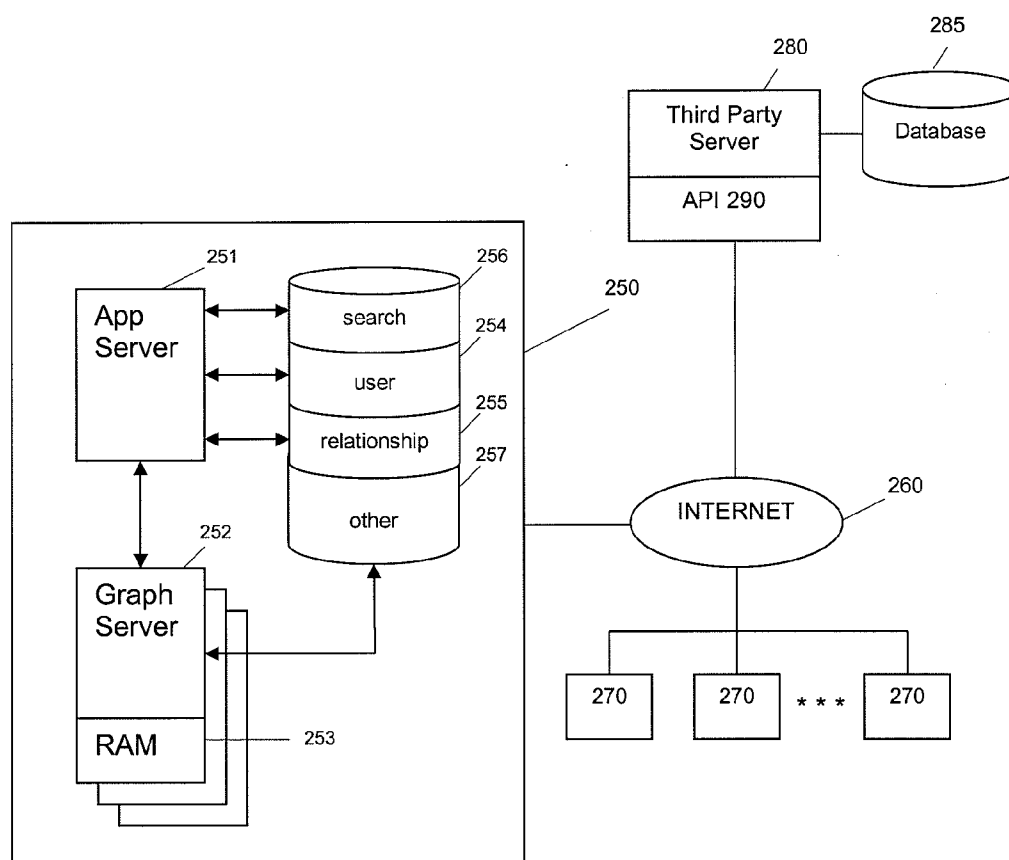 285
280
Third Party
Server
Database
API 290
251
256
250
App
Server
search
254
user
255
relationship
257
other
260
INTERNET
252
Graph
Server
270
270
* * *
270
RAM
253